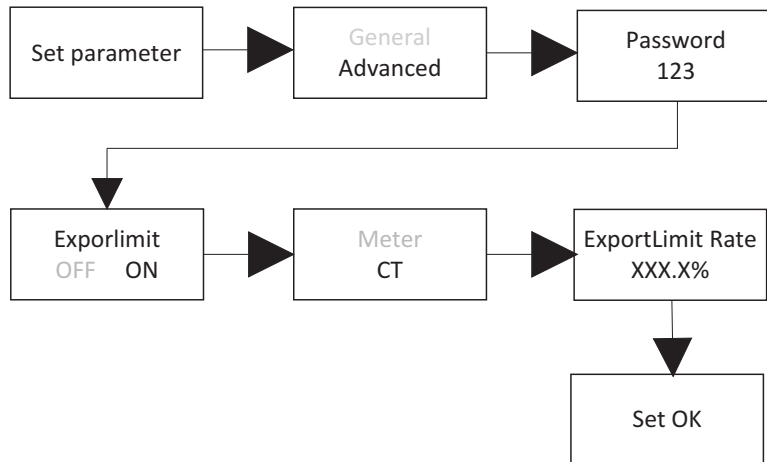 Set parameter
General
Advanced
Password
123
Exporlimit
OFF ON
Meter
CT
ExportLimit Rate
XXX.X%
Set OK